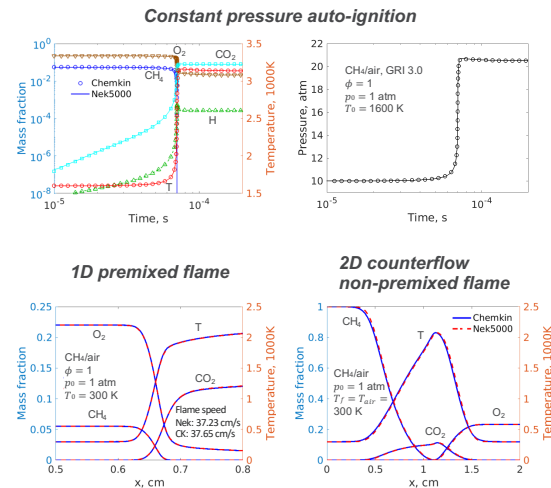 Constant pressure auto-ignition
10^0
10^-2
10^-4
10^-6
10^-8
Mass fraction
O2
CO2
CH4
Chemkin
Nek5000
H
T
3.5
3
2.5
2
1.5
Temperature, 1000K
10^-5
10^-4
Time, s
22
20
18
16
14
12
10
Pressure, atm
CH4/air, GRI 3.0
ϕ = 1
p0 = 1 atm
T0 = 1600 K
10^-5
10^-4
Time, s
1D premixed flame
0.25
0.2
0.15
0.1
0.05
0
Mass fraction
O2
T
CH4/air
ϕ = 1
p0 = 1 atm
T0 = 300 K
CO2
CH4
Flame speed
Nek: 37.23 cm/s
CK: 37.65 cm/s
2.5
2
1.5
1
0.5
0
Temperature, 1000K
0.5
0.6
0.7
0.8
x, cm
2D counterflow
non-premixed flame
1
0.8
0.6
0.4
0.2
0
Mass fraction
CH4
T
Chemkin
Nek5000
CH4/air
p0 = 1 atm
Tf = Tair =
300 K
O2
CO2
2.5
2
1.5
1
0.5
0
Temperature, 1000K
0
0.5
1
1.5
2
x, cm